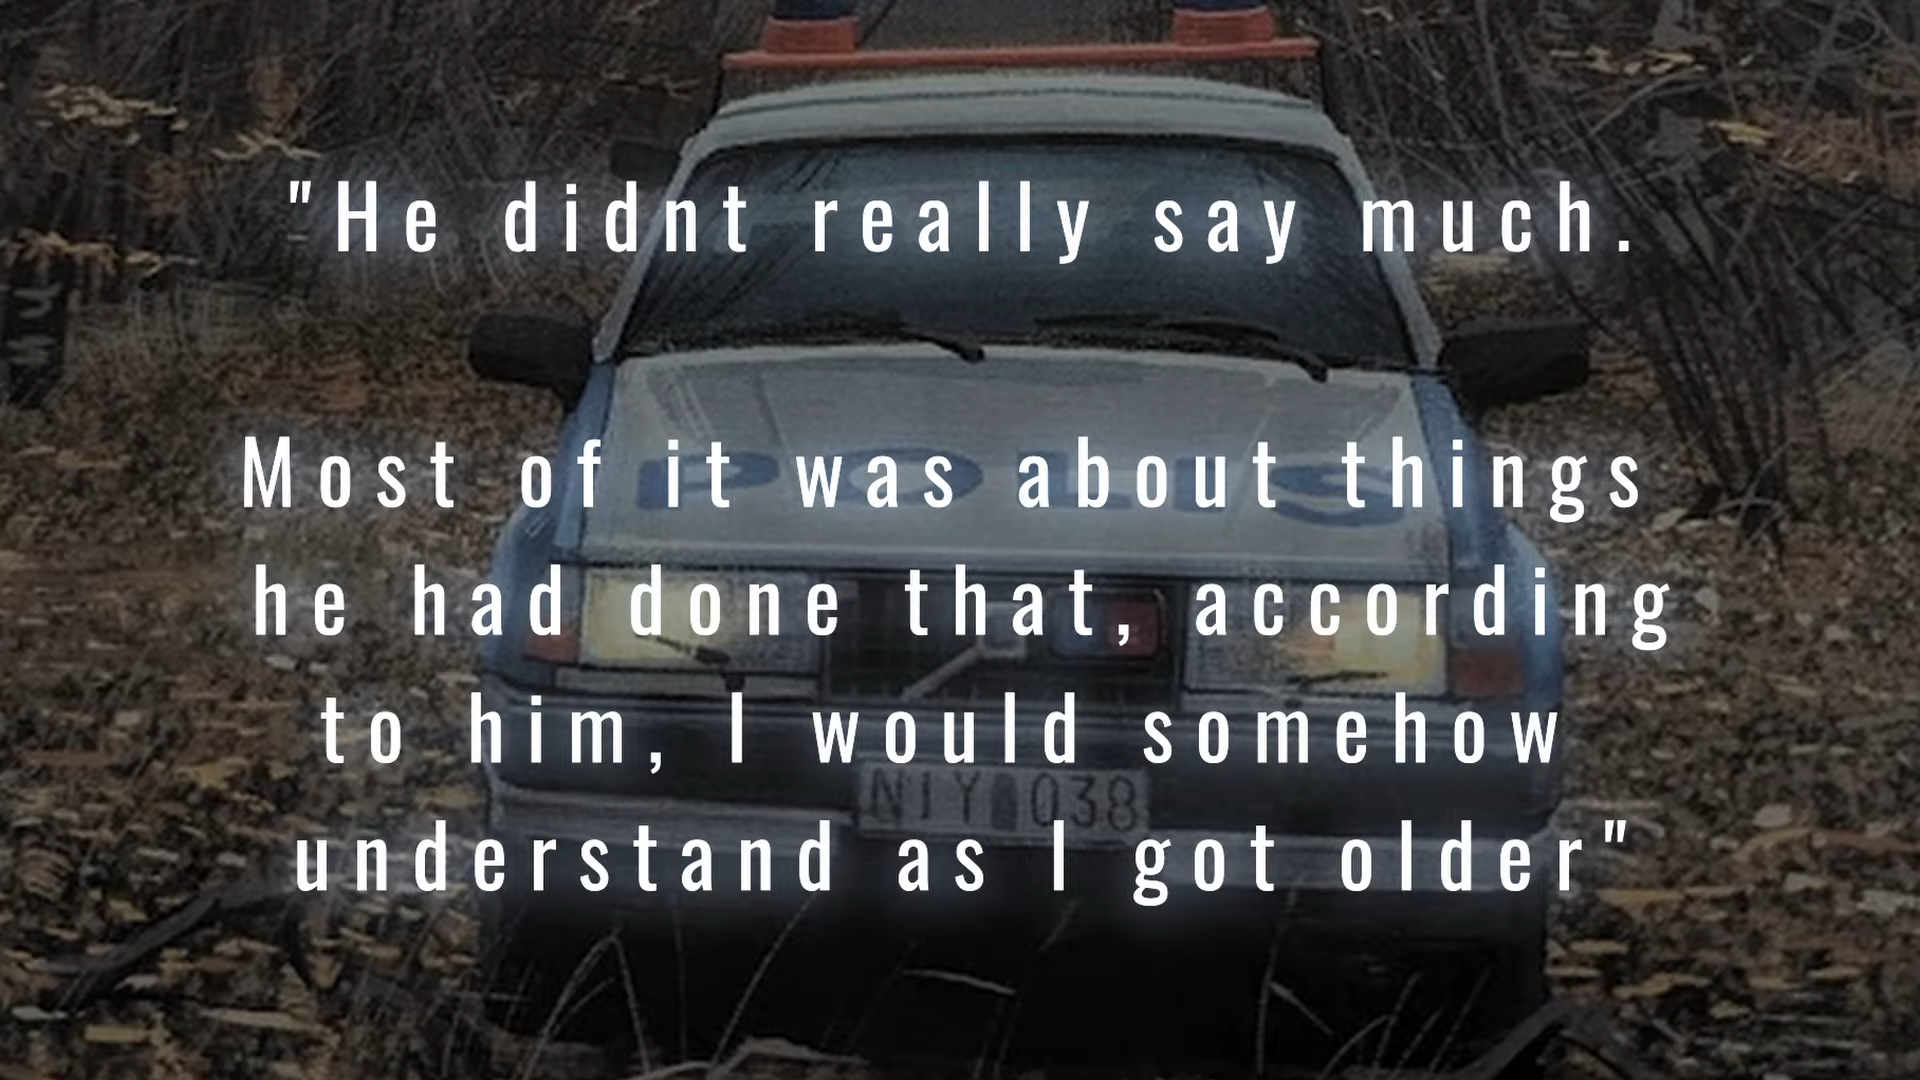 "He didnt really say much.
Most of it was about things
he had done that, according
to him, I would somehow
understand as I got older"
POLIS
NIY 038